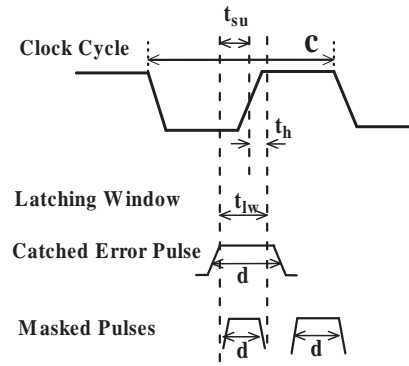 t_su
Clock Cycle
C
t_h
Latching Window
t_lw
Catched Error Pulse
d
Masked Pulses
d
d